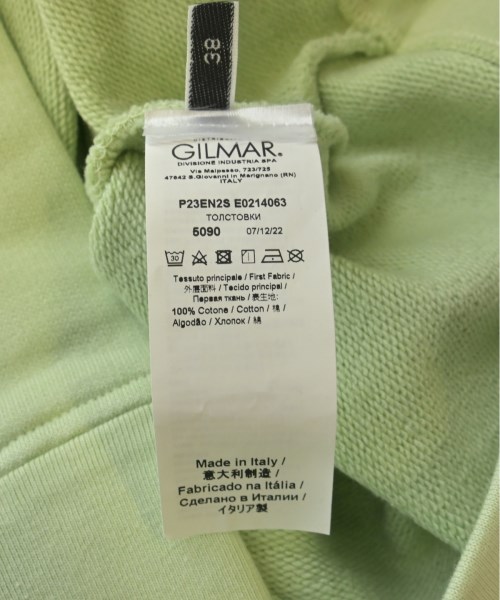 38
GILMAR®
DIVISIONE INDUSTRIA SPA
Via Malpasso, 723/725
47842 S.Giovanni in Marignano (RN)
ITALY
P23EN2S E0214063
ТОЛСТОВКИ
5090 07/12/22
30
Tessuto principale / First Fabric /
外層面料 / Tecido principal /
Первая ткань / 表生地:
100% Cotone / Cotton / 棉 /
Algodão / Хлопок / 綿
Made in Italy /
意大利制造 /
Fabricado na Itália /
Сделано в Италии /
イタリア製